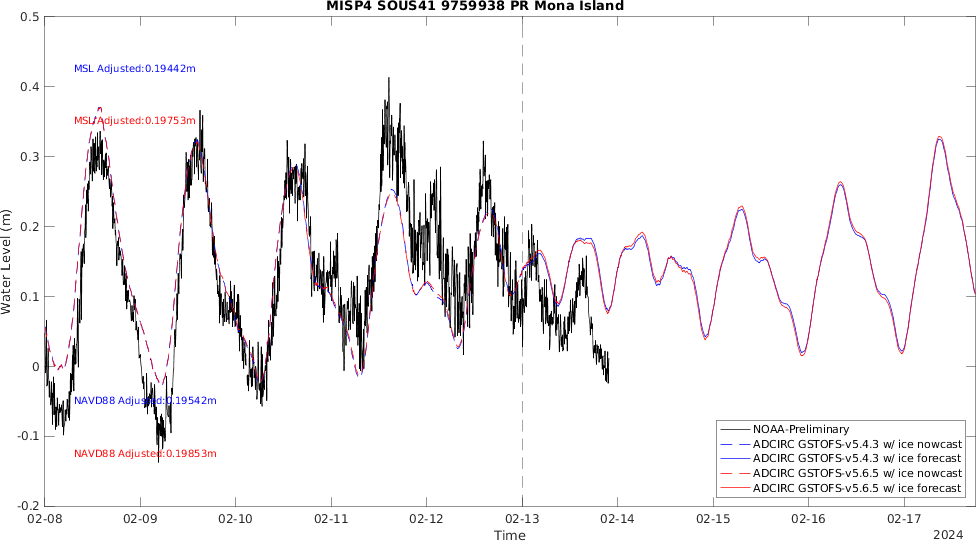 MISP4 SOUS41 9759938 PR Mona Island
0.5
0.4
0.3
0.2
0.1
0
-0.1
-0.2
Water Level (m)
MSL Adjusted:0.19442m
MSL Adjusted:0.19753m
NAVD88 Adjusted:0.19542m
NAVD88 Adjusted:0.19853m
NOAA-Preliminary
ADCIRC GSTOFS-v5.4.3 w/ ice nowcast
ADCIRC GSTOFS-v5.4.3 w/ ice forecast
ADCIRC GSTOFS-v5.6.5 w/ ice nowcast
ADCIRC GSTOFS-v5.6.5 w/ ice forecast
02-08 02-09 02-10 02-11 02-12 02-13 02-14 02-15 02-16 02-17
Time
2024